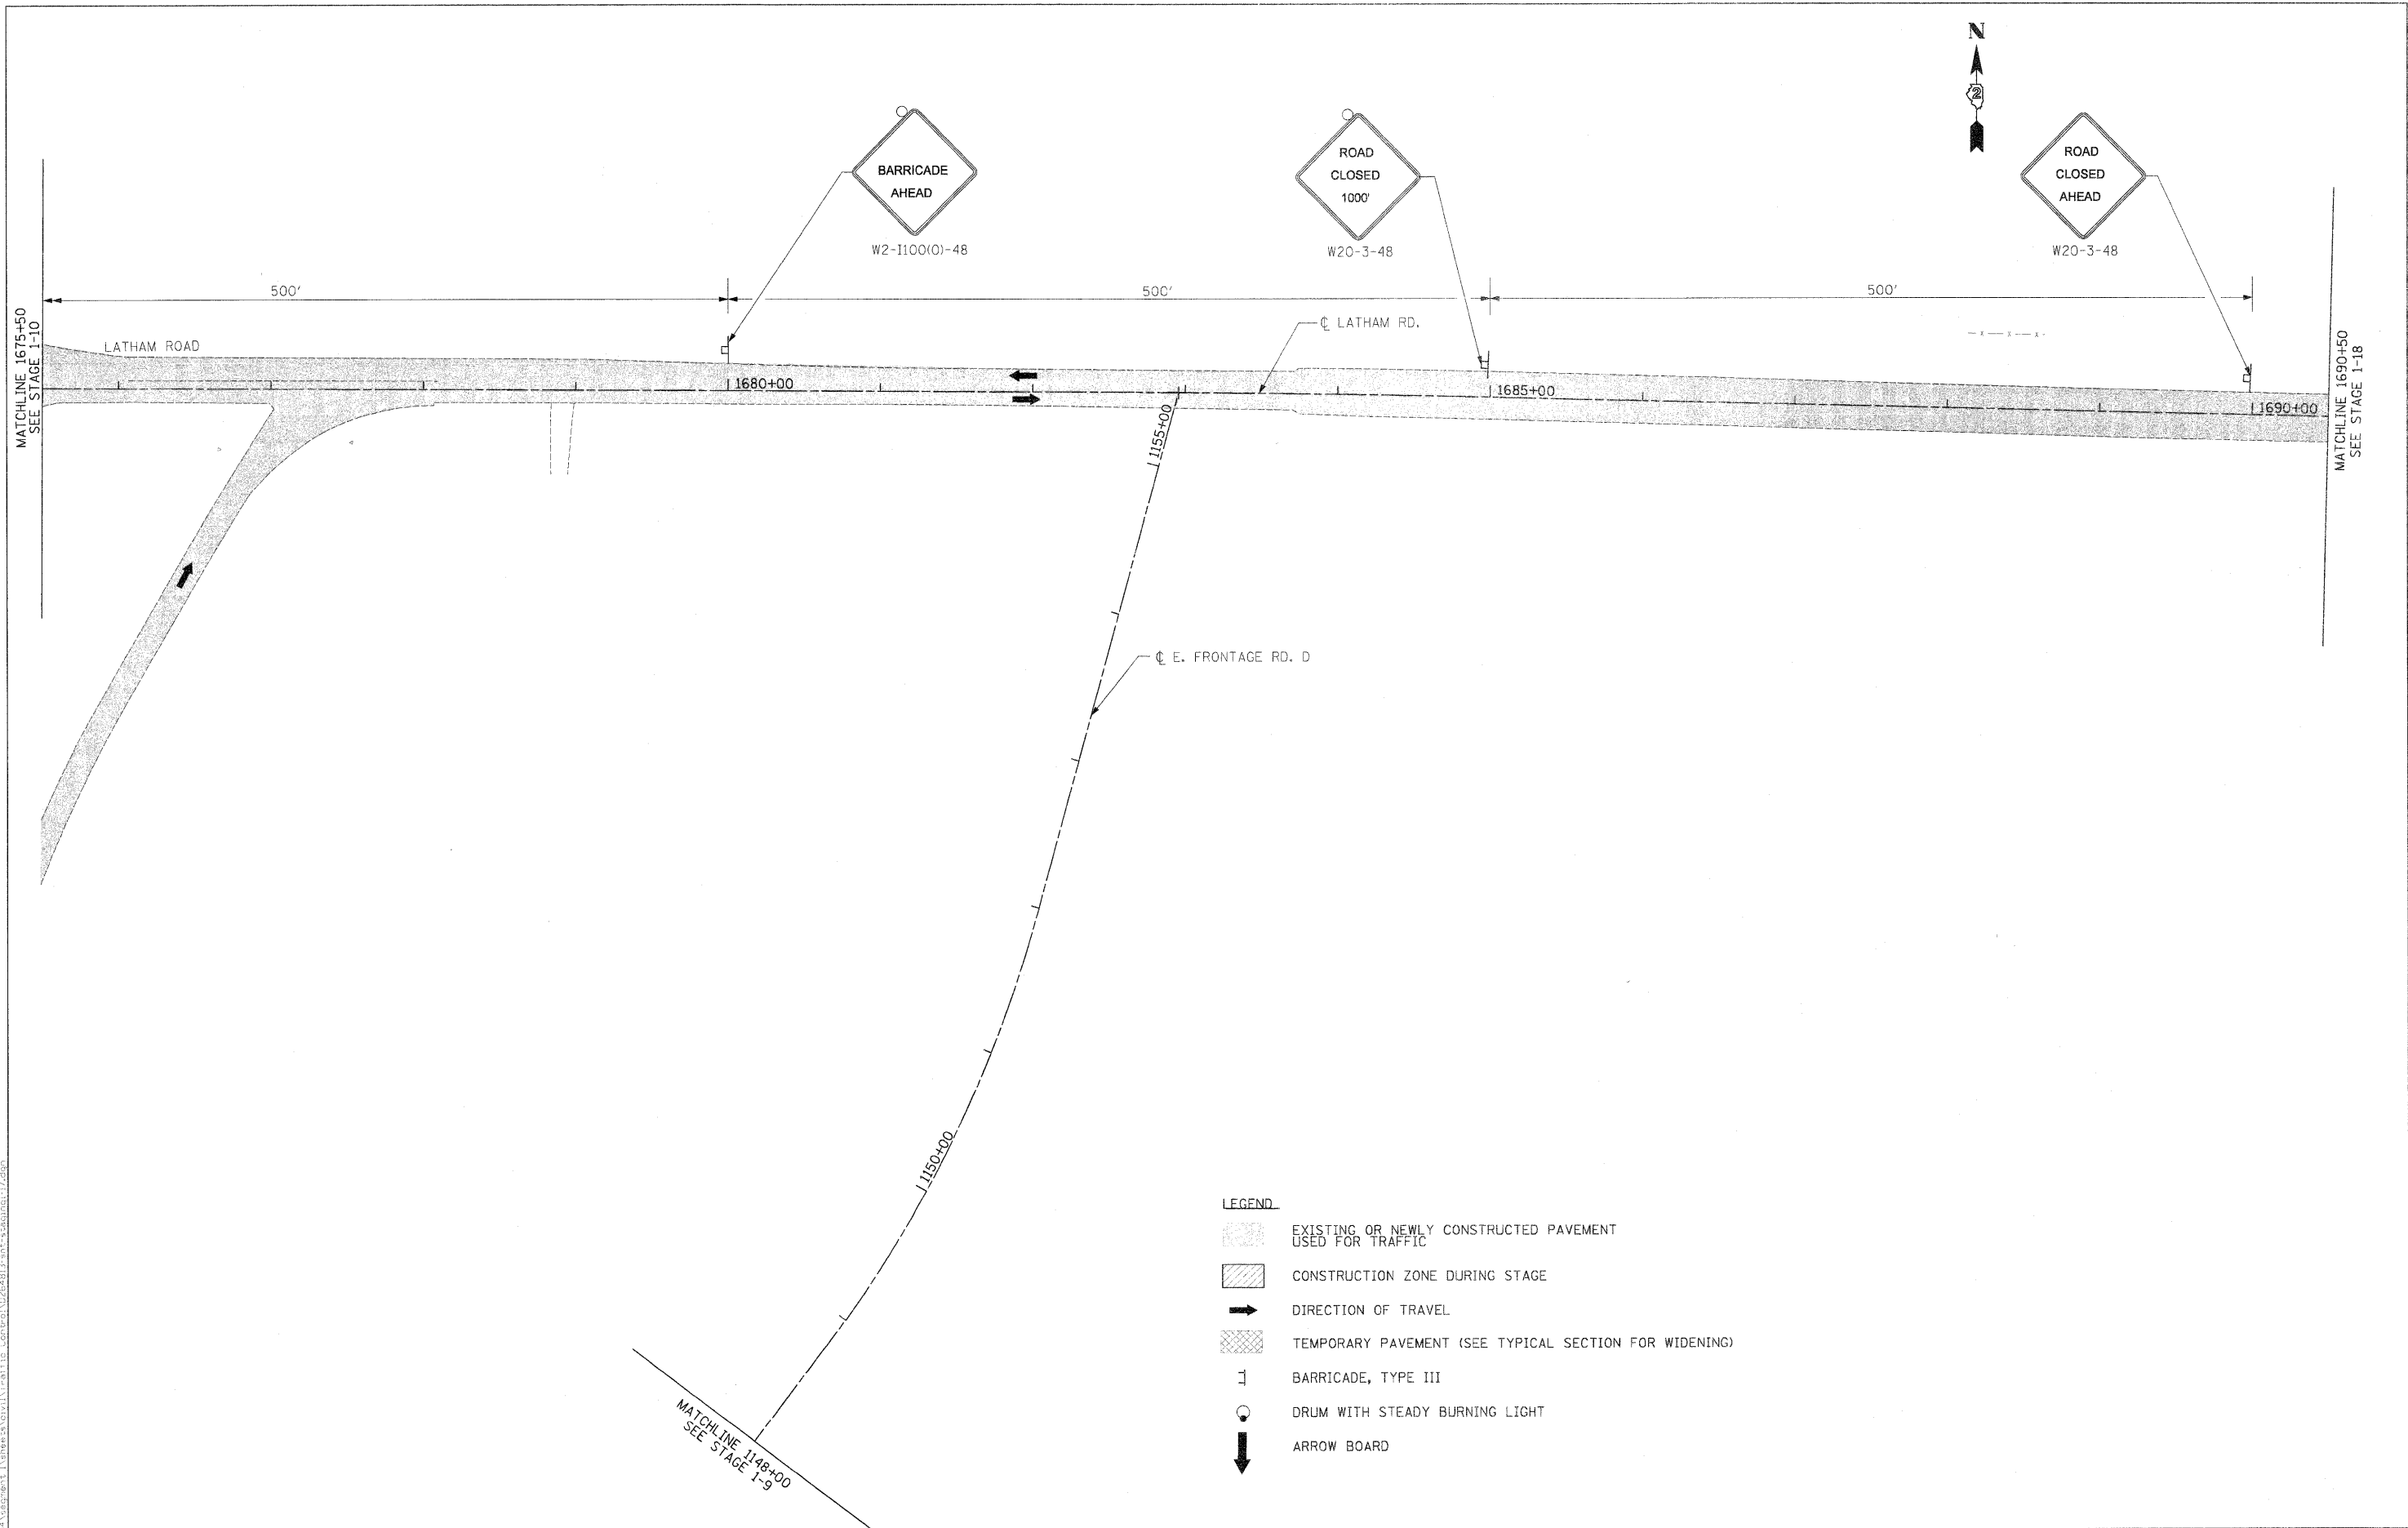 N
2
BARRICADE
AHEAD
W2-I100(O)-48
ROAD
CLOSED
1000'
W20-3-48
ROAD
CLOSED
AHEAD
W20-3-48
500'
500'
500'
MATCHLINE 1675+50
SEE STAGE 1-10
LATHAM ROAD
℄ LATHAM RD.
— x — x — x -
1680+00
1685+00
1690+00
MATCHLINE 1690+50
SEE STAGE 1-18
1155+00
℄ E. FRONTAGE RD. D
1150+00
MATCHLINE 1148+00
SEE STAGE 1-9
LEGEND
EXISTING OR NEWLY CONSTRUCTED PAVEMENT
USED FOR TRAFFIC
CONSTRUCTION ZONE DURING STAGE
DIRECTION OF TRAVEL
TEMPORARY PAVEMENT (SEE TYPICAL SECTION FOR WIDENING)
BARRICADE, TYPE III
DRUM WITH STEADY BURNING LIGHT
ARROW BOARD